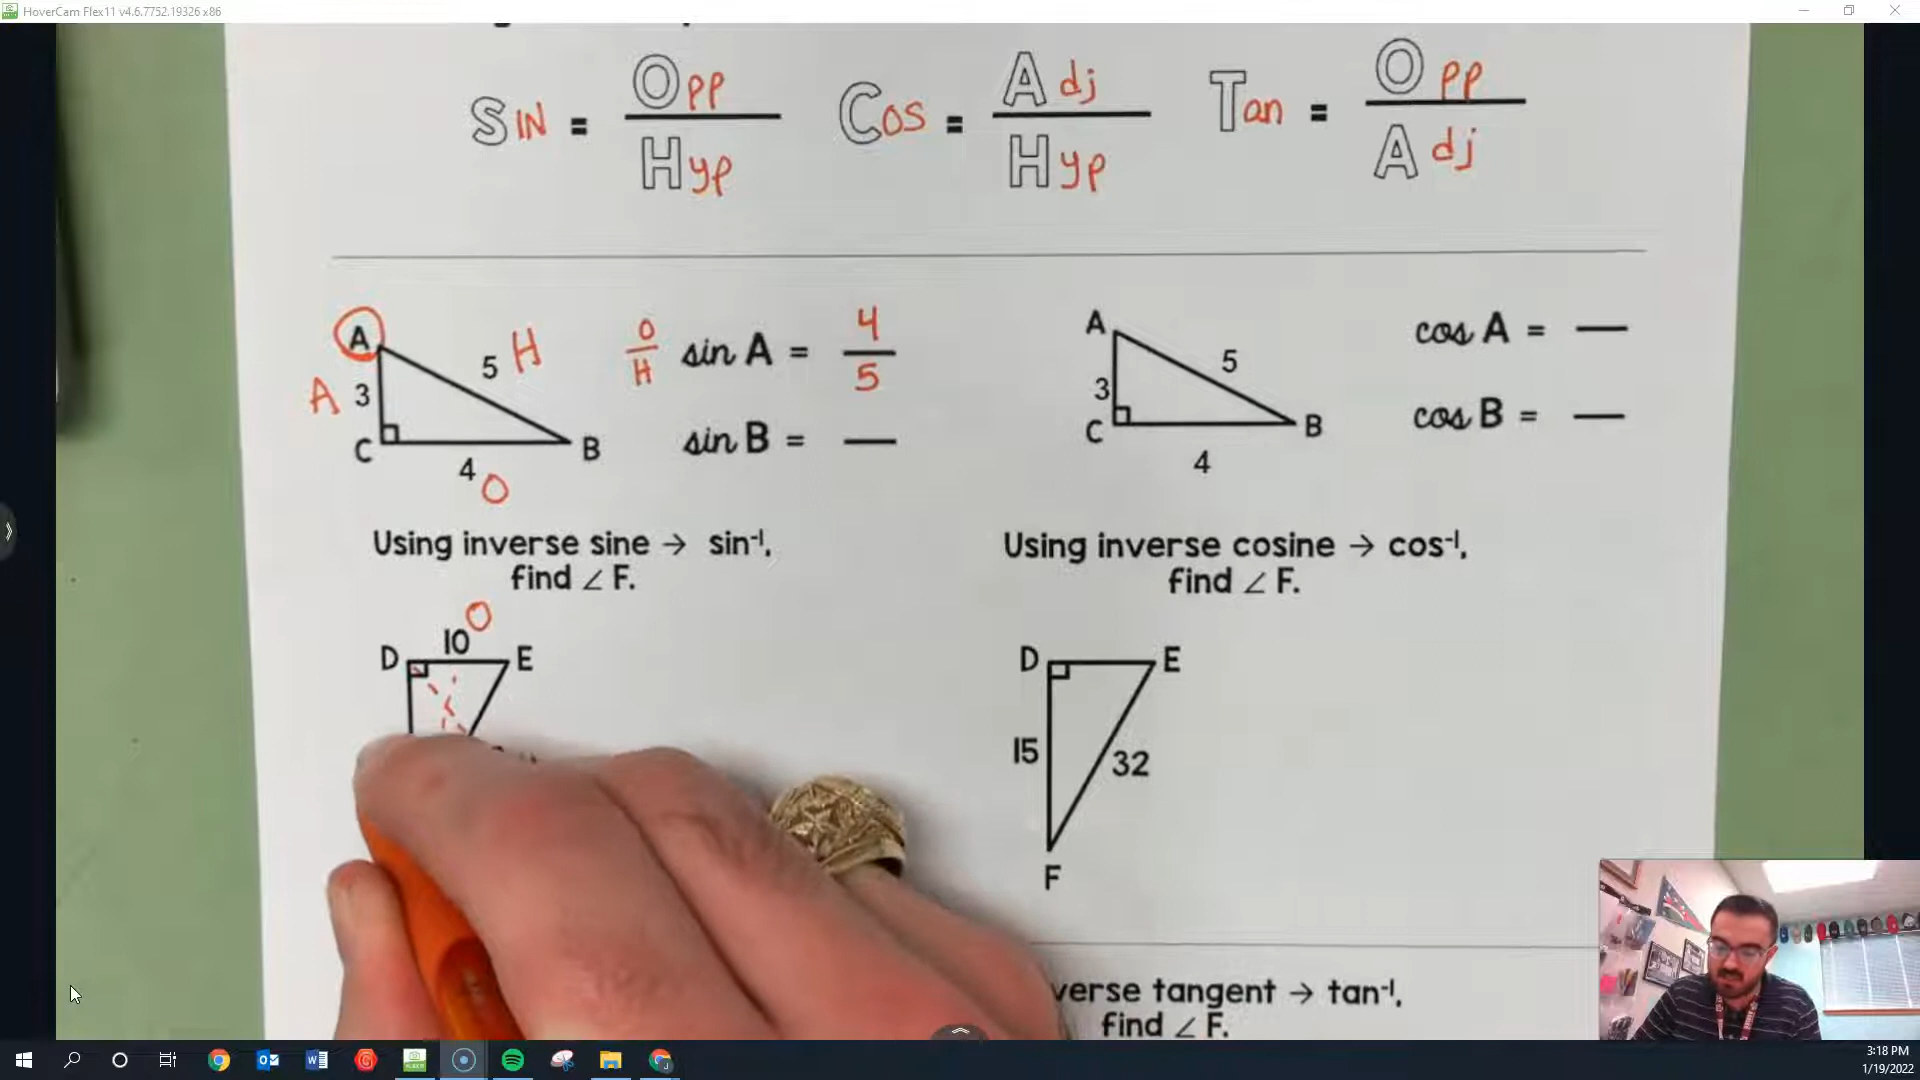 HoverCam Flex11 v4.6.7752.19326 x86
SIN = Opp / Hyp
Cos = Adj / Hyp
Tan = Opp / Adj
A
5 H
A 3
C
B
4 O
O/H sin A = 4/5
sin B = —
A
5
3
C
B
4
cos A = —
cos B = —
Using inverse sine → sin⁻¹,
find ∠ F.
10 O
D E
Using inverse cosine → cos⁻¹,
find ∠ F.
D E
15 32
F
verse tangent → tan⁻¹,
find ∠ F.
3:18 PM
1/19/2022